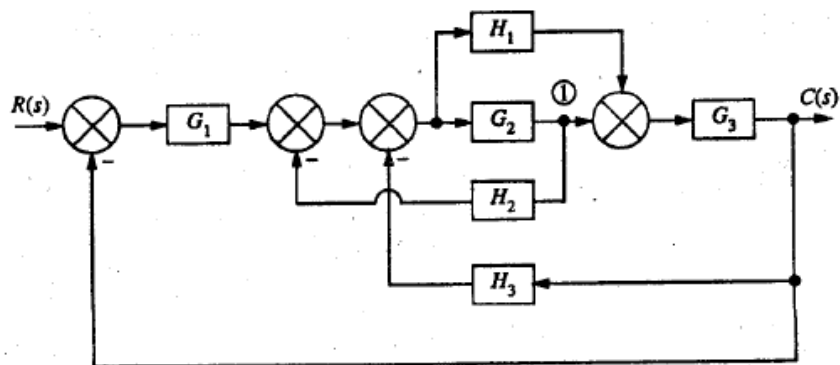 H₁
①
R(s)
C(s)
G₁
G₂
G₃
−
−
−
H₂
H₃